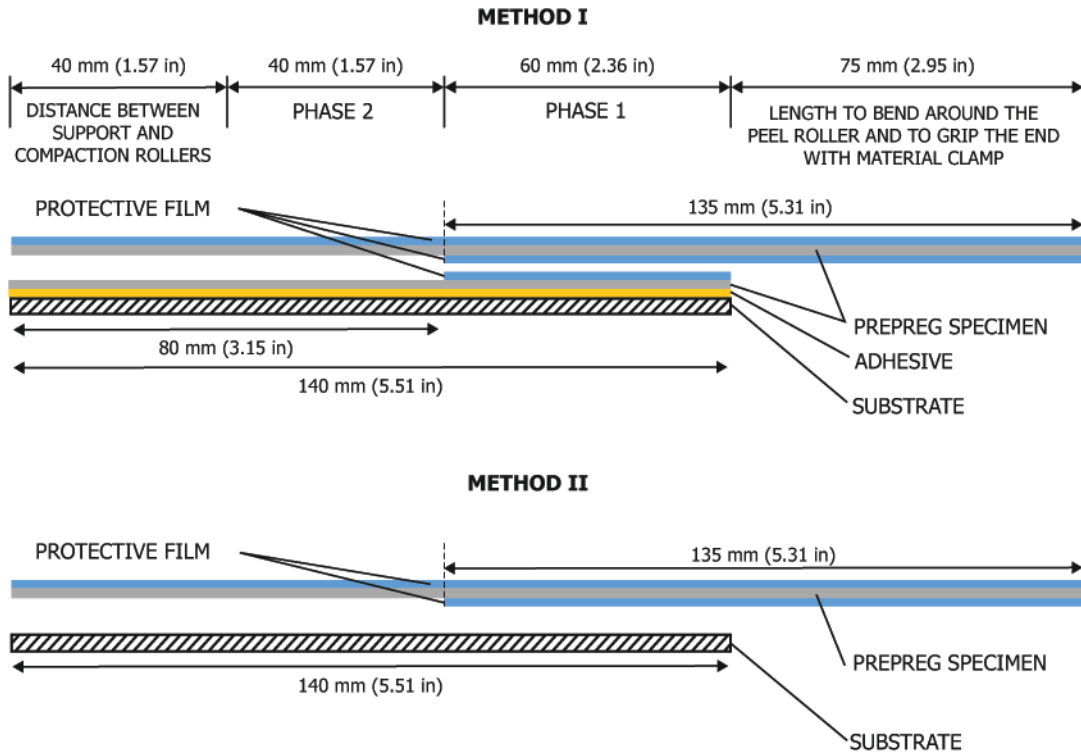 METHOD I
40 mm (1.57 in) 40 mm (1.57 in) 60 mm (2.36 in) 75 mm (2.95 in)
DISTANCE BETWEEN
SUPPORT AND
COMPACTION ROLLERS
PHASE 2
PHASE 1
LENGTH TO BEND AROUND THE
PEEL ROLLER AND TO GRIP THE END
WITH MATERIAL CLAMP
PROTECTIVE FILM
135 mm (5.31 in)
PREPREG SPECIMEN
80 mm (3.15 in)
ADHESIVE
140 mm (5.51 in)
SUBSTRATE
METHOD II
PROTECTIVE FILM
135 mm (5.31 in)
PREPREG SPECIMEN
140 mm (5.51 in)
SUBSTRATE